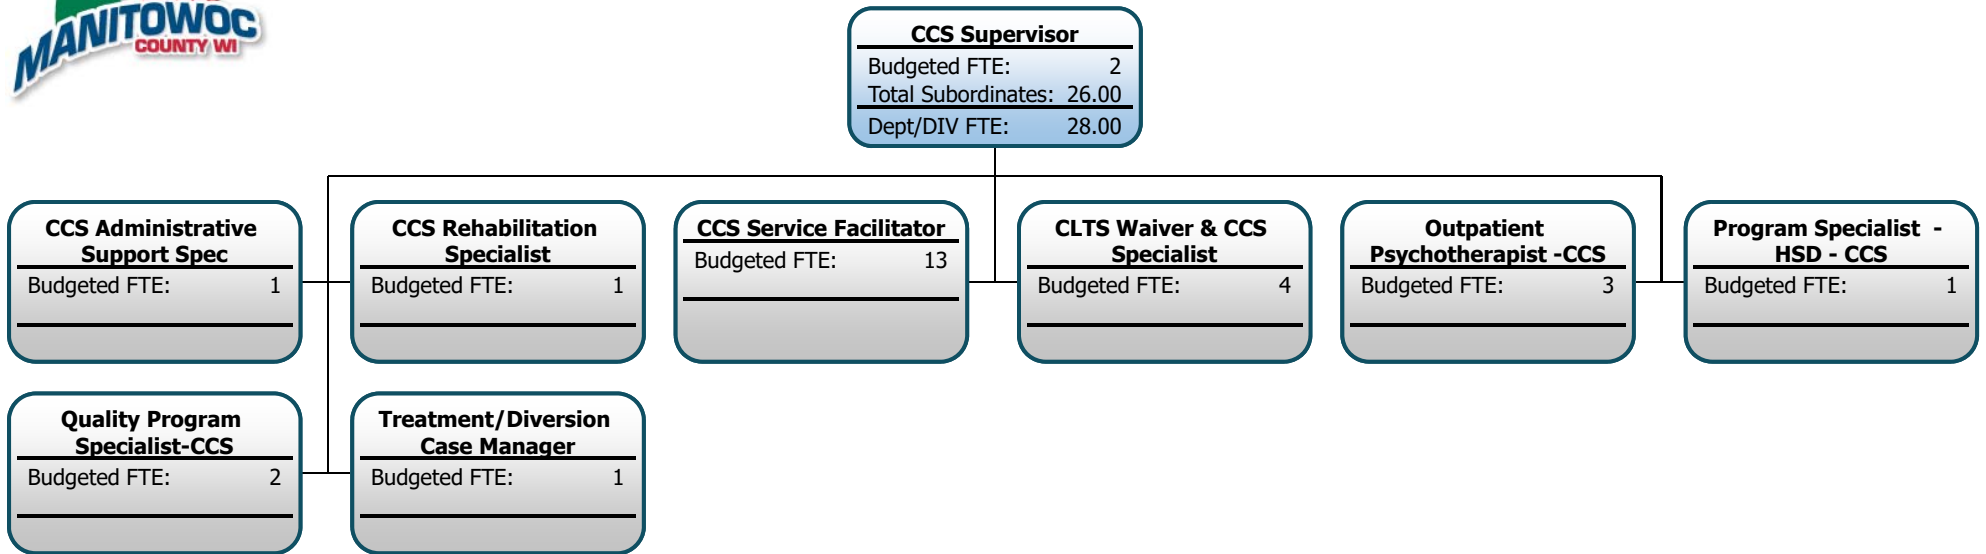 MANITOWOC
COUNTY WI
CCS Supervisor
Budgeted FTE: 2
Total Subordinates: 26.00
Dept/DIV FTE: 28.00
CCS Administrative
Support Spec
Budgeted FTE: 1
CCS Rehabilitation
Specialist
Budgeted FTE: 1
CCS Service Facilitator
Budgeted FTE: 13
CLTS Waiver & CCS
Specialist
Budgeted FTE: 4
Outpatient
Psychotherapist -CCS
Budgeted FTE: 3
Program Specialist -
HSD - CCS
Budgeted FTE: 1
Quality Program
Specialist-CCS
Budgeted FTE: 2
Treatment/Diversion
Case Manager
Budgeted FTE: 1